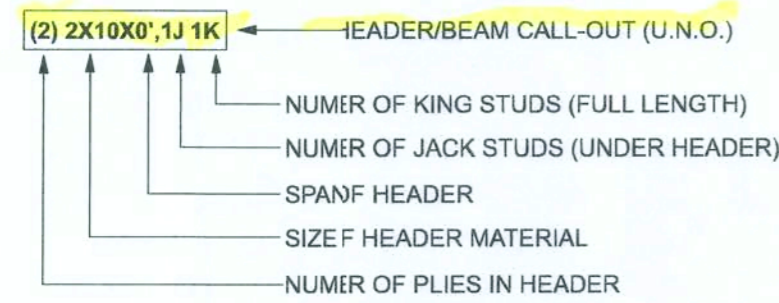 (2) 2X10X0',1J 1K
IEADER/BEAM CALL-OUT (U.N.O.)
NUMER OF KING STUDS (FULL LENGTH)
NUMER OF JACK STUDS (UNDER HEADER)
SPANF HEADER
SIZE F HEADER MATERIAL
NUMER OF PLIES IN HEADER